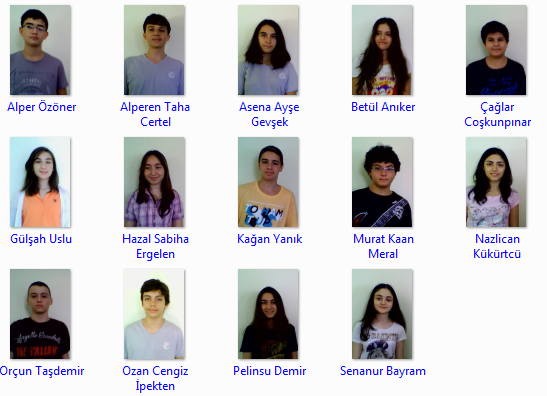 Alper Özöner
Alperen Taha
Certel
Asena Ayşe
Gevşek
Betül Anıker
Çağlar
Coşkunpınar
Gülşah Uslu
Hazal Sabiha
Ergelen
Kağan Yanık
Murat Kaan
Meral
Nazlican
Kükürtcü
Orçun Taşdemir
Ozan Cengiz
İpekten
Pelinsu Demir
Senanur Bayram